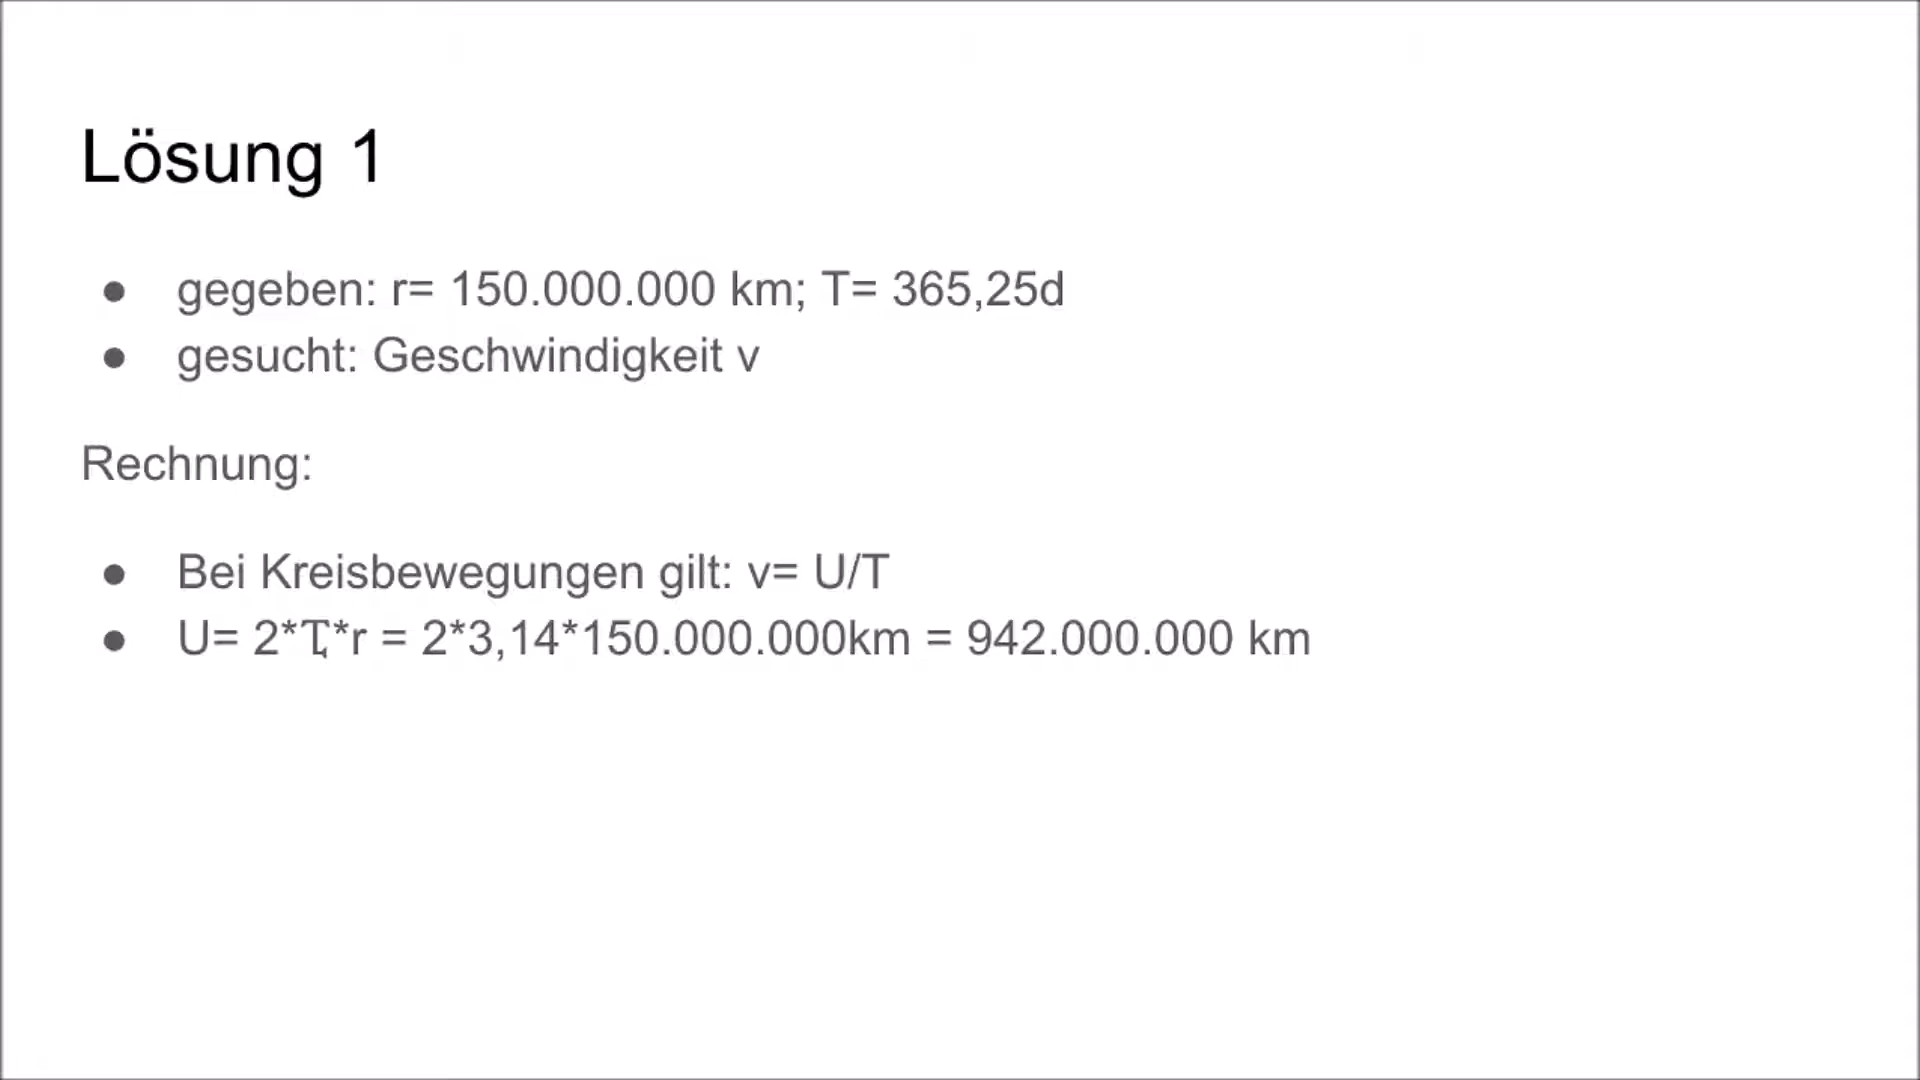 Lösung 1
● gegeben: r= 150.000.000 km; T= 365,25d
● gesucht: Geschwindigkeit v
Rechnung:
● Bei Kreisbewegungen gilt: v= U/T
● U= 2*Ꚍ*r = 2*3,14*150.000.000km = 942.000.000 km